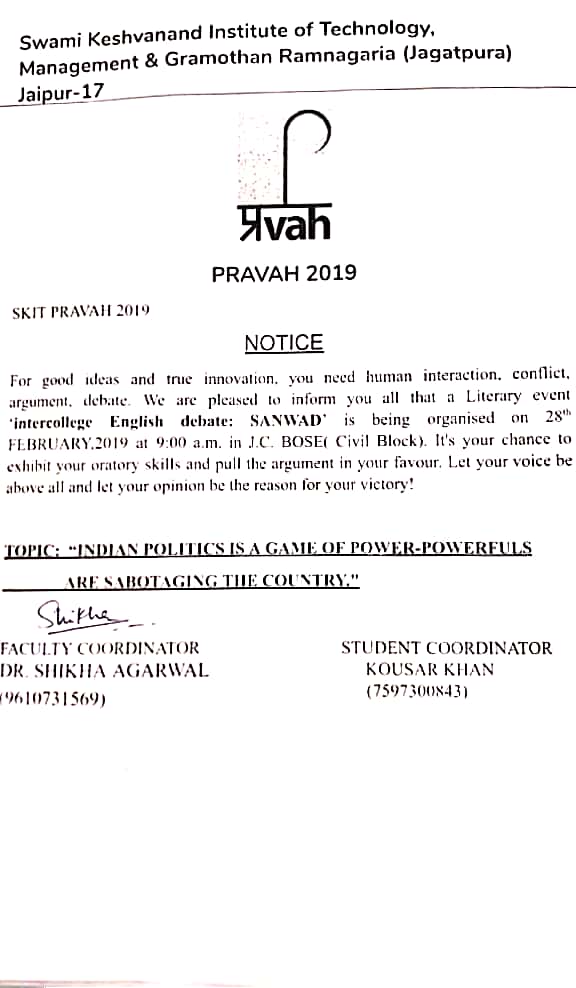 Swami Keshvanand Institute of Technology,
Management & Gramothan Ramnagaria (Jagatpura)
Jaipur-17
प्रvah
PRAVAH 2019
SKIT PRAVAH 2019
NOTICE
For good ideas and true innovation, you need human interaction, conflict,
argument, debate. We are pleased to inform you all that a Literary event
'intercollege English debate: SANWAD' is being organised on 28th
FEBRUARY,2019 at 9:00 a.m. in J.C. BOSE( Civil Block). It's your chance to
exhibit your oratory skills and pull the argument in your favour. Let your voice be
above all and let your opinion be the reason for your victory!
TOPIC: "INDIAN POLITICS IS A GAME OF POWER-POWERFULS
ARE SABOTAGING THE COUNTRY."
Shikha
FACULTY COORDINATOR STUDENT COORDINATOR
DR. SHIKHA AGARWAL KOUSAR KHAN
(9610731569) (7597300843)